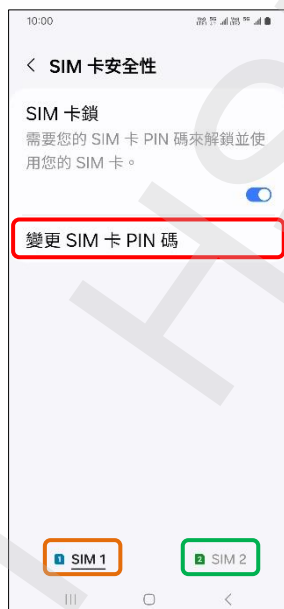 10:00
SIM 卡安全性
SIM 卡鎖
需要您的 SIM 卡 PIN 碼來解鎖並使
用您的 SIM 卡。
變更 SIM 卡 PIN 碼
1 SIM 1
2 SIM 2